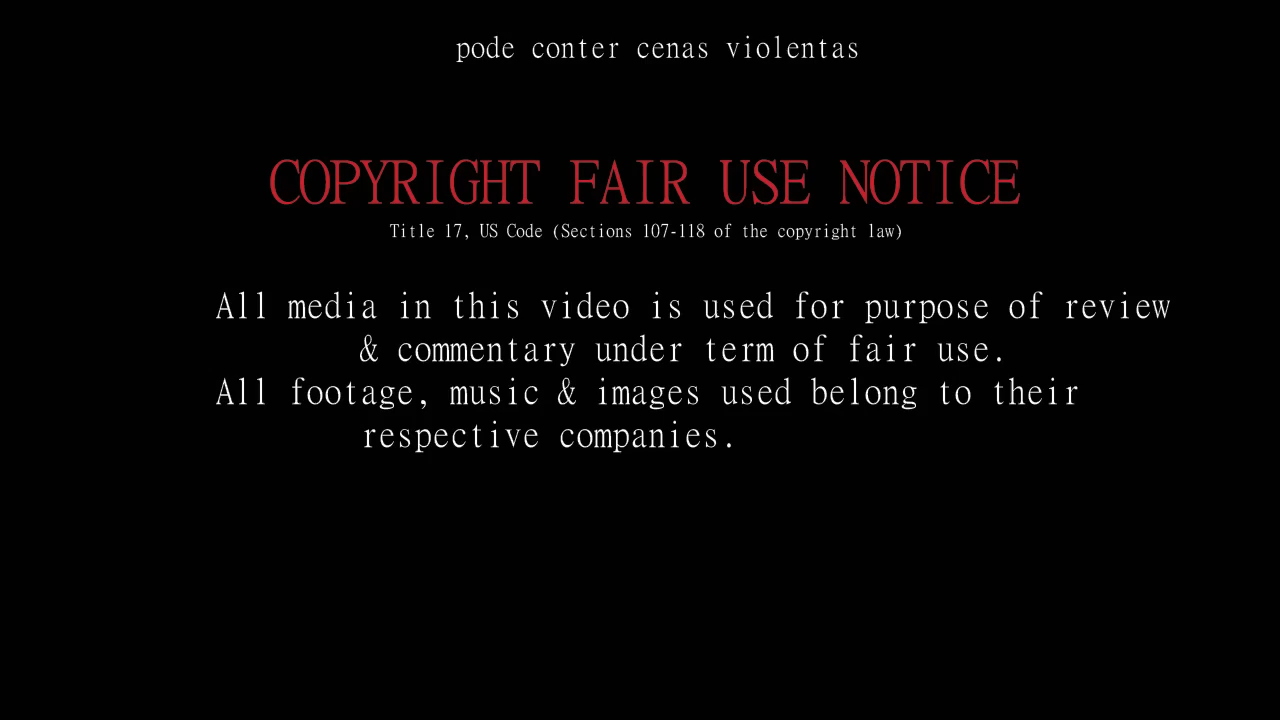 pode conter cenas violentas
COPYRIGHT FAIR USE NOTICE
Title 17, US Code (Sections 107-118 of the copyright law)
All media in this video is used for purpose of review
& commentary under term of fair use.
All footage, music & images used belong to their
respective companies.